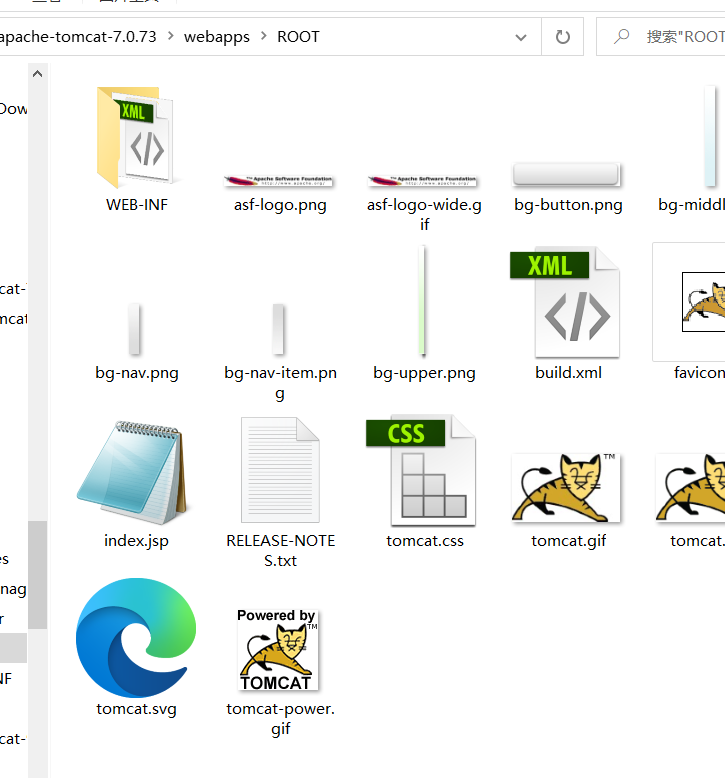 apache-tomcat-7.0.73 > webapps > ROOT
搜索"ROOT
Dow
XML
WEB-INF
The Apache Software Foundation
http://www.apache.org/
asf-logo.png
The Apache Software Foundation
http://www.apache.org/
asf-logo-wide.g
if
bg-button.png
bg-middl
cat-
mcat
bg-nav.png
bg-nav-item.pn
g
bg-upper.png
XML
build.xml
favicon
index.jsp
RELEASE-NOTE
S.txt
CSS
tomcat.css
TM
tomcat.gif
tomcat.
es
nag
r
NF
cat-
tomcat.svg
Powered by
TM
TOMCAT
tomcat-power.
gif